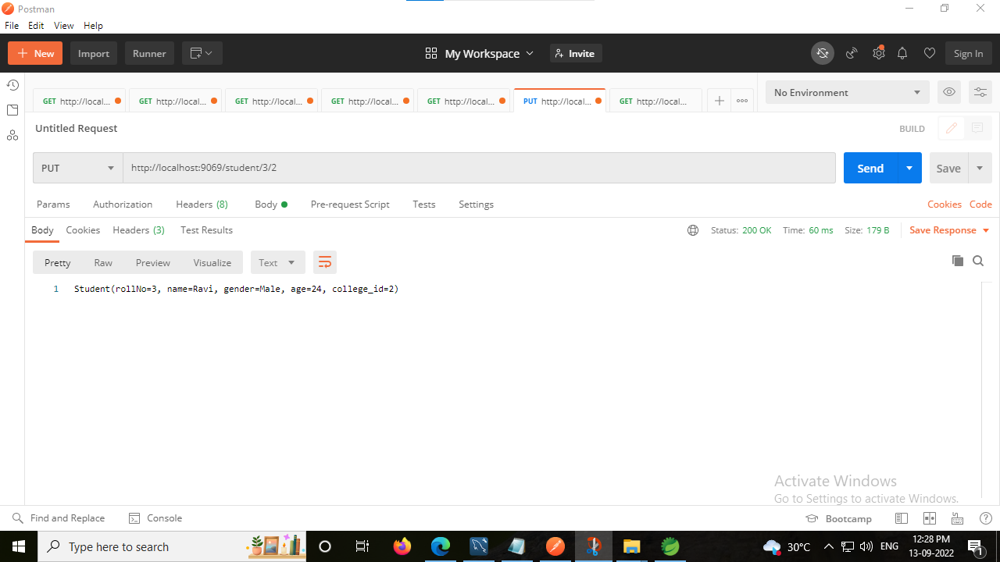 Postman
File Edit View Help
New Import Runner My Workspace Invite Sign In
GET http://local... GET http://local... GET http://local... GET http://local... GET http://local... PUT http://local... GET http://local... No Environment
Untitled Request BUILD
PUT http://localhost:9069/student/3/2 Send Save
Params Authorization Headers (8) Body Pre-request Script Tests Settings Cookies Code
Body Cookies Headers (3) Test Results Status: 200 OK Time: 60 ms Size: 179 B Save Response
Pretty Raw Preview Visualize Text
1 Student(rollNo=3, name=Ravi, gender=Male, age=24, college_id=2)
Activate Windows
Go to Settings to activate Windows.
Find and Replace Console Bootcamp
Type here to search 30°C ENG 12:28 PM 1
13-09-2022